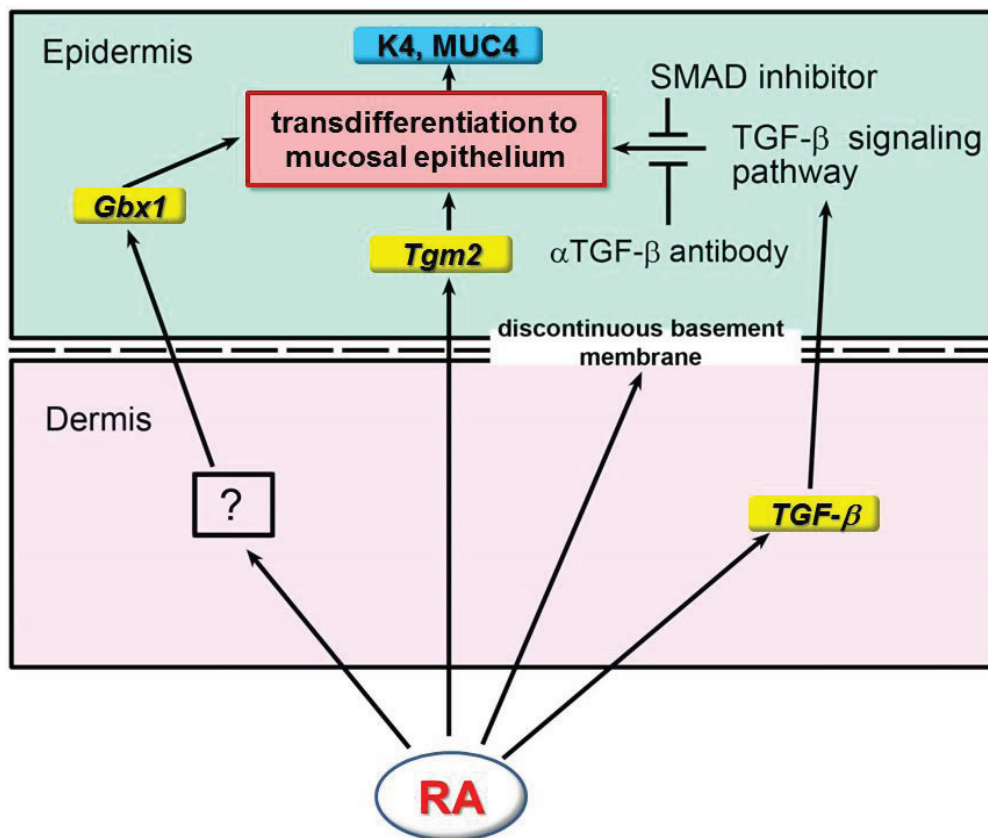 Epidermis
K4, MUC4
SMAD inhibitor
transdifferentiation to
mucosal epithelium
TGF-β signaling
pathway
Gbx1
Tgm2
αTGF-β antibody
discontinuous basement
membrane
Dermis
?
TGF-β
RA